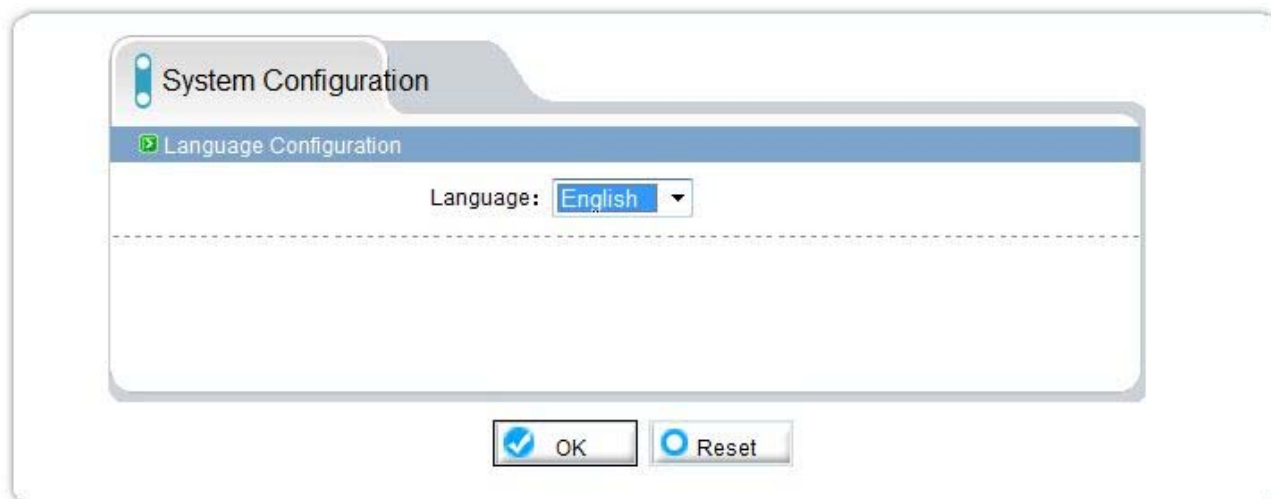 System Configuration
Language Configuration
Language: English
OK
Reset